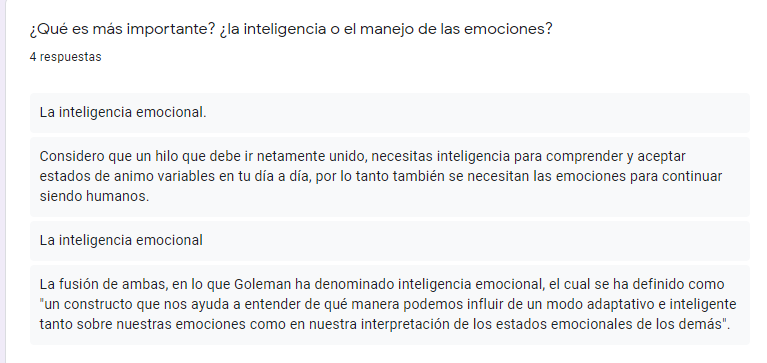 ¿Qué es más importante? ¿la inteligencia o el manejo de las emociones?
4 respuestas
La inteligencia emocional.
Considero que un hilo que debe ir netamente unido, necesitas inteligencia para comprender y aceptar
estados de animo variables en tu día a día, por lo tanto también se necesitan las emociones para continuar
siendo humanos.
La inteligencia emocional
La fusión de ambas, en lo que Goleman ha denominado inteligencia emocional, el cual se ha definido como
"un constructo que nos ayuda a entender de qué manera podemos influir de un modo adaptativo e inteligente
tanto sobre nuestras emociones como en nuestra interpretación de los estados emocionales de los demás".